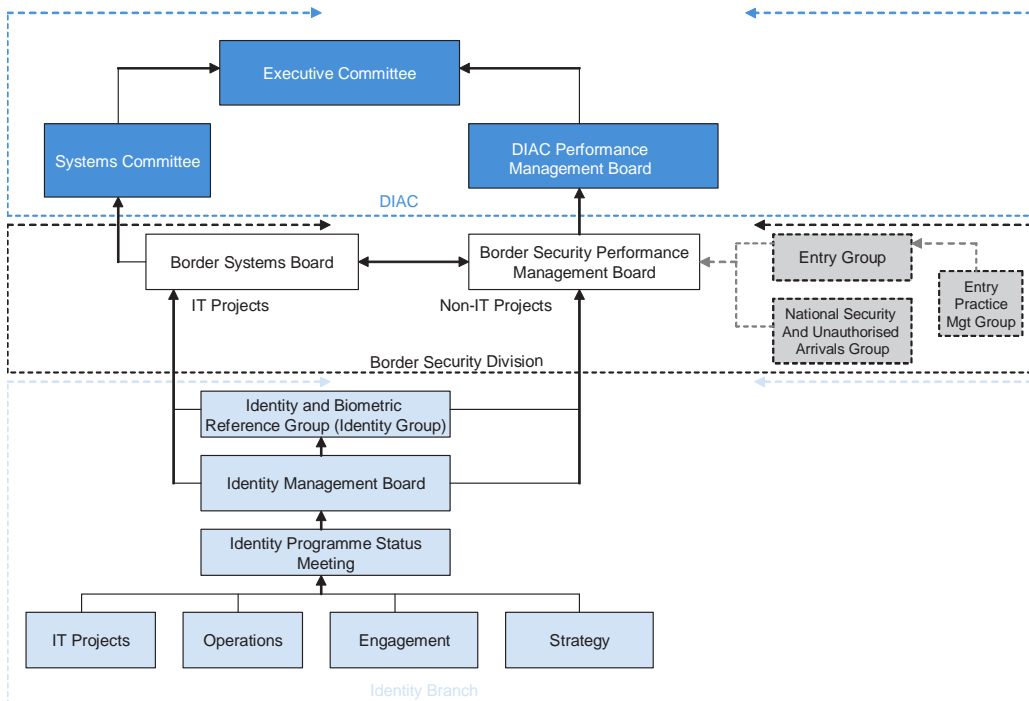 Executive Committee
Systems Committee
DIAC Performance
Management Board
DIAC
Border Systems Board
Border Security Performance
Management Board
Entry Group
IT Projects
Non-IT Projects
Entry
Practice
Mgt Group
National Security
And Unauthorised
Arrivals Group
Border Security Division
Identity and Biometric
Reference Group (Identity Group)
Identity Management Board
Identity Programme Status
Meeting
IT Projects
Operations
Engagement
Strategy
Identity Branch